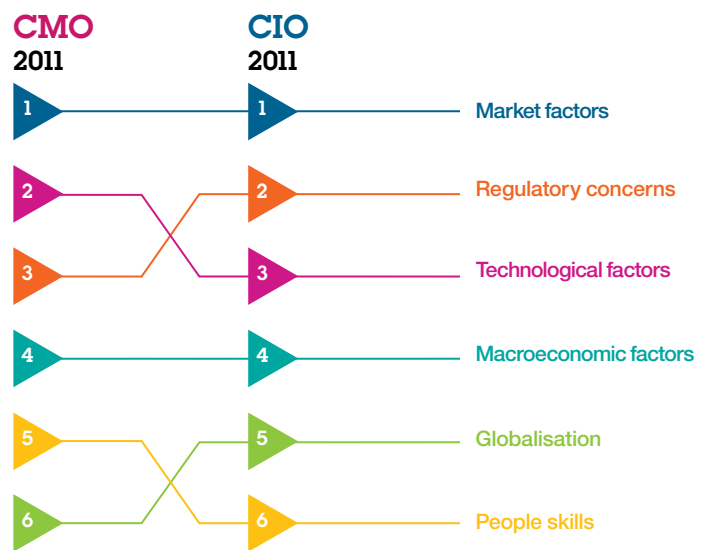 CMO CIO
2011 2011
1 1 Market factors
2 2 Regulatory concerns
3 3 Technological factors
4 4 Macroeconomic factors
5 5 Globalisation
6 6 People skills